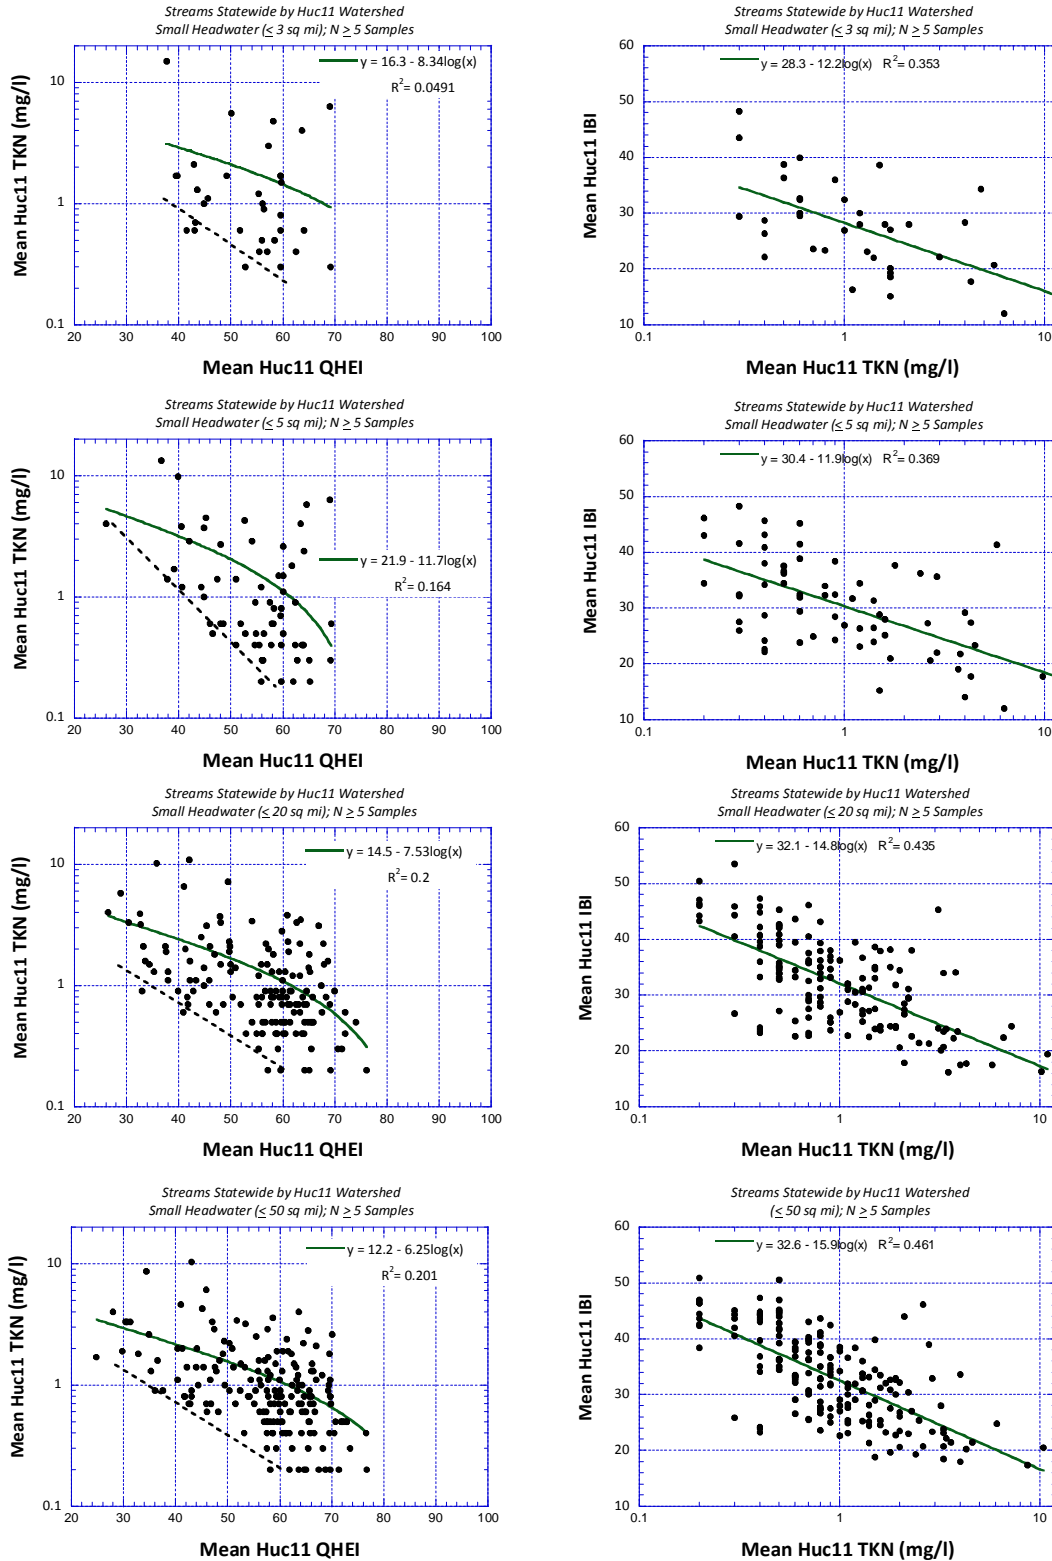 Streams Statewide by Huc11 Watershed
Small Headwater (≤ 3 sq mi); N ≥ 5 Samples
y = 16.3 - 8.34log(x)
R²= 0.0491
Mean Huc11 TKN (mg/l)
10
1
0.1
20 30 40 50 60 70 80 90 100
Mean Huc11 QHEI
Streams Statewide by Huc11 Watershed
Small Headwater (≤ 3 sq mi); N ≥ 5 Samples
y = 28.3 - 12.2log(x) R²= 0.353
Mean Huc11 IBI
60
50
40
30
20
10
0.1 1 10
Mean Huc11 TKN (mg/l)
Streams Statewide by Huc11 Watershed
Small Headwater (≤ 5 sq mi); N ≥ 5 Samples
y = 21.9 - 11.7log(x)
R²= 0.164
Mean Huc11 TKN (mg/l)
10
1
0.1
20 30 40 50 60 70 80 90 100
Mean Huc11 QHEI
Streams Statewide by Huc11 Watershed
Small Headwater (≤ 5 sq mi); N ≥ 5 Samples
y = 30.4 - 11.9log(x) R²= 0.369
Mean Huc11 IBI
60
50
40
30
20
10
0.1 1 10
Mean Huc11 TKN (mg/l)
Streams Statewide by Huc11 Watershed
Small Headwater (≤ 20 sq mi); N ≥ 5 Samples
y = 14.5 - 7.53log(x)
R²= 0.2
Mean Huc11 TKN (mg/l)
10
1
0.1
20 30 40 50 60 70 80 90 100
Mean Huc11 QHEI
Streams Statewide by Huc11 Watershed
Small Headwater (≤ 20 sq mi); N ≥ 5 Samples
y = 32.1 - 14.8log(x) R²= 0.435
Mean Huc11 IBI
60
50
40
30
20
10
0.1 1 10
Mean Huc11 TKN (mg/l)
Streams Statewide by Huc11 Watershed
Small Headwater (≤ 50 sq mi); N ≥ 5 Samples
y = 12.2 - 6.25log(x)
R²= 0.201
Mean Huc11 TKN (mg/l)
10
1
0.1
20 30 40 50 60 70 80 90 100
Mean Huc11 QHEI
Streams Statewide by Huc11 Watershed
(≤ 50 sq mi); N ≥ 5 Samples
y = 32.6 - 15.9log(x) R²= 0.461
Mean Huc11 IBI
60
50
40
30
20
10
0.1 1 10
Mean Huc11 TKN (mg/l)